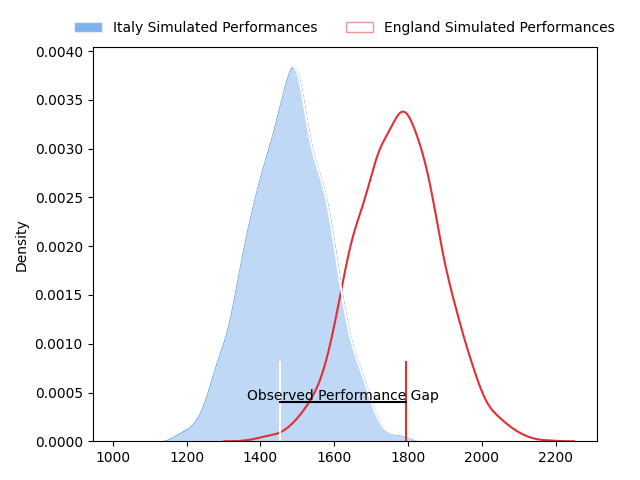 Italy Simulated Performances England Simulated Performances
0.0040
0.0035
0.0030
0.0025
0.0020
0.0015
0.0010
0.0005
0.0000
Density
Observed Performance Gap
1000 1200 1400 1600 1800 2000 2200